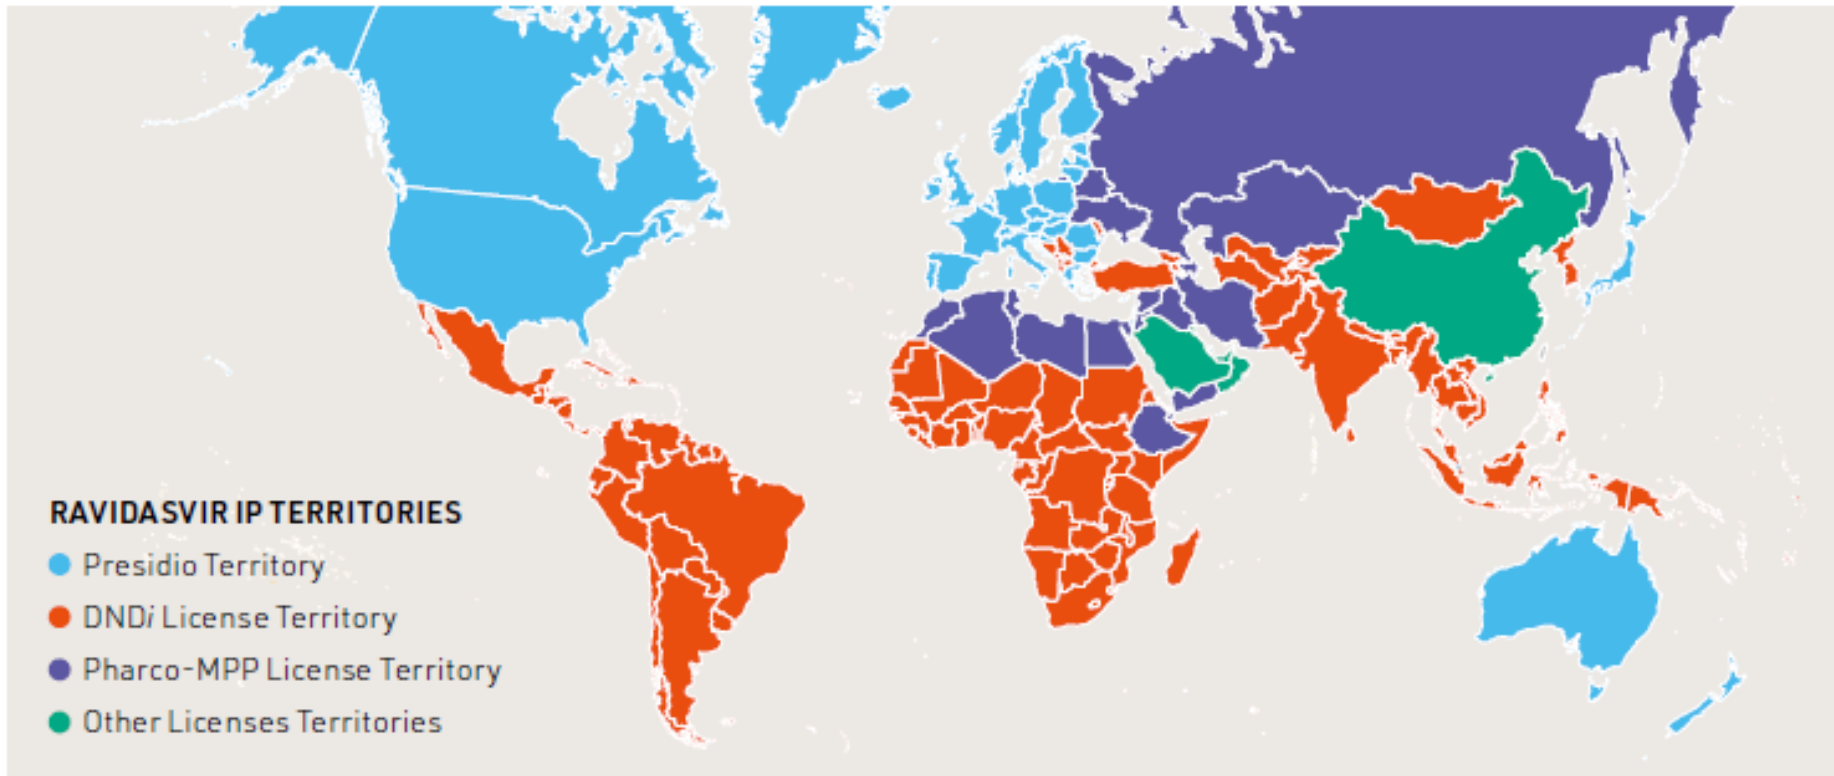 RAVIDASVIR IP TERRITORIES
Presidio Territory
DNDi License Territory
Pharco-MPP License Territory
Other Licenses Territories